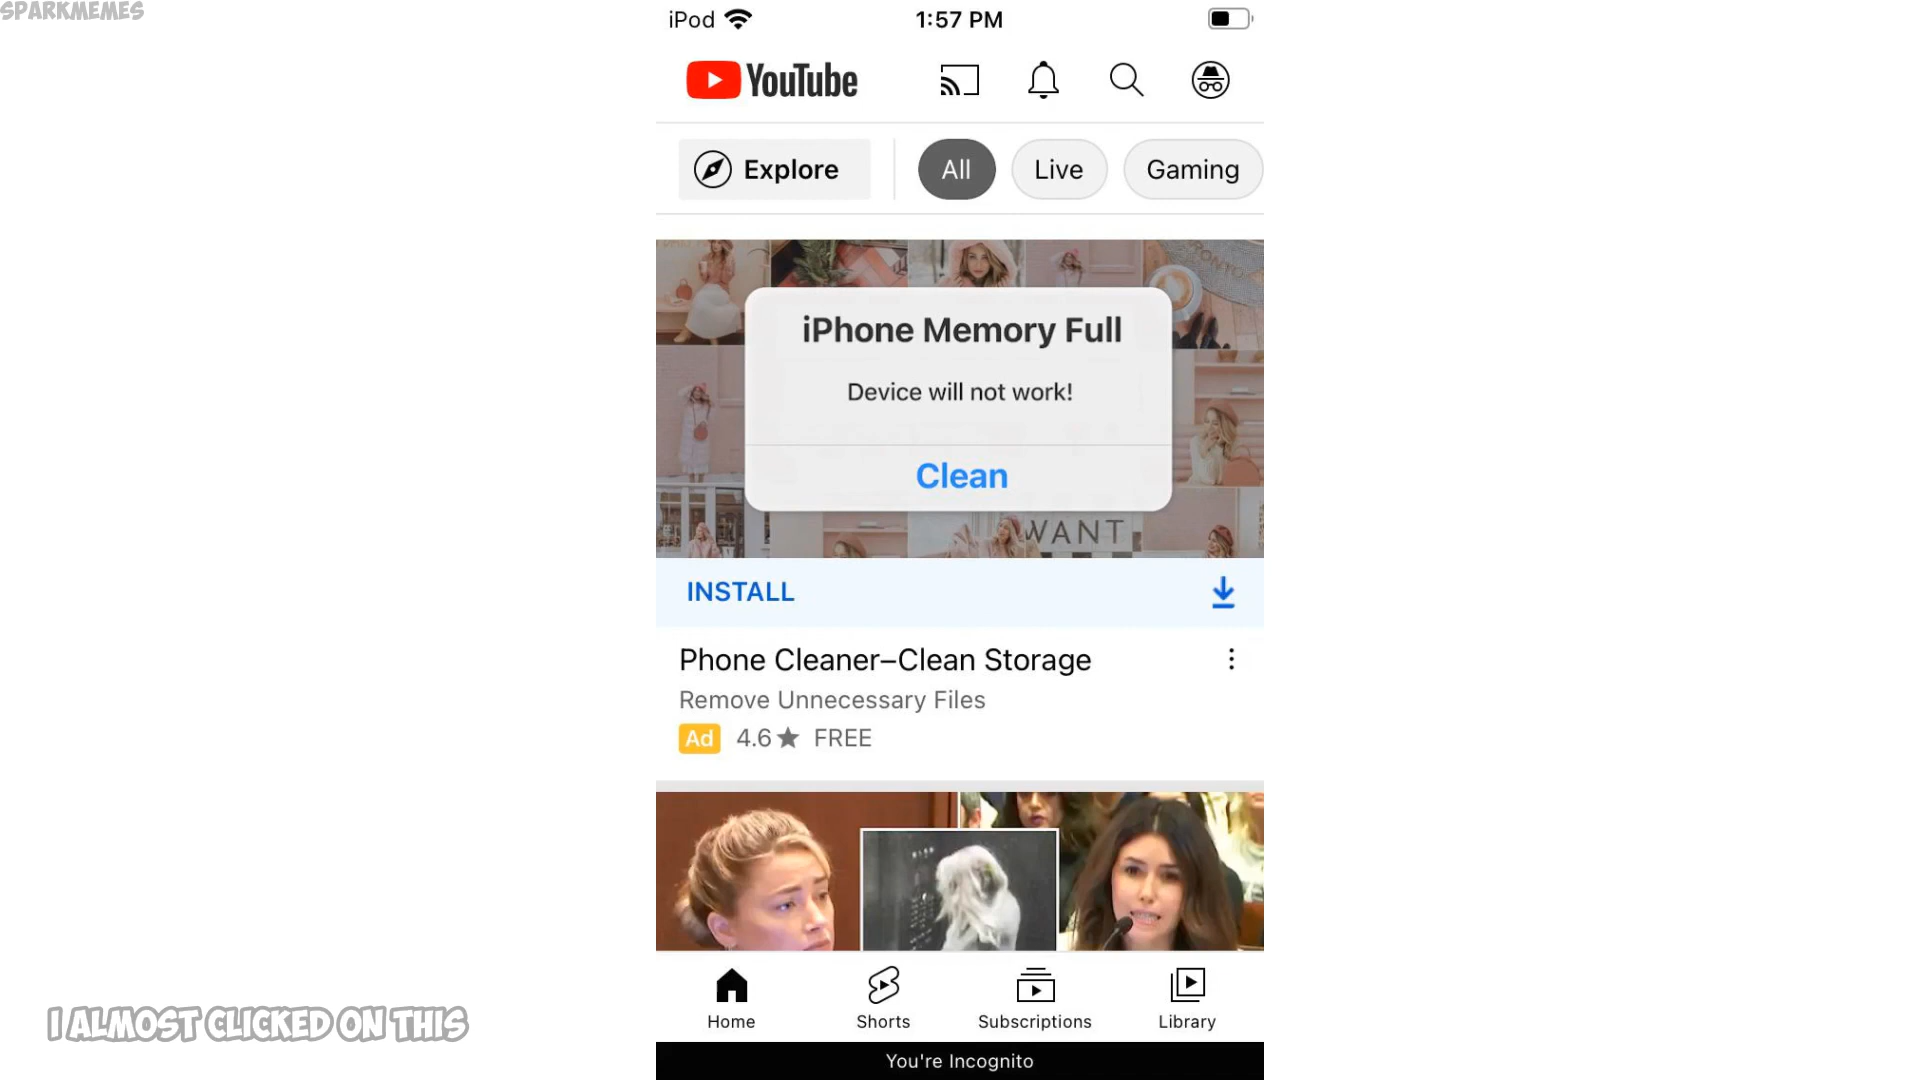 SPARKMEMES
iPod
1:57 PM
YouTube
Explore
All
Live
Gaming
iPhone Memory Full
Device will not work!
Clean
WANT
INSTALL
Phone Cleaner–Clean Storage
Remove Unnecessary Files
Ad 4.6★ FREE
Home
Shorts
Subscriptions
Library
I ALMOST CLICKED ON THIS
You're Incognito